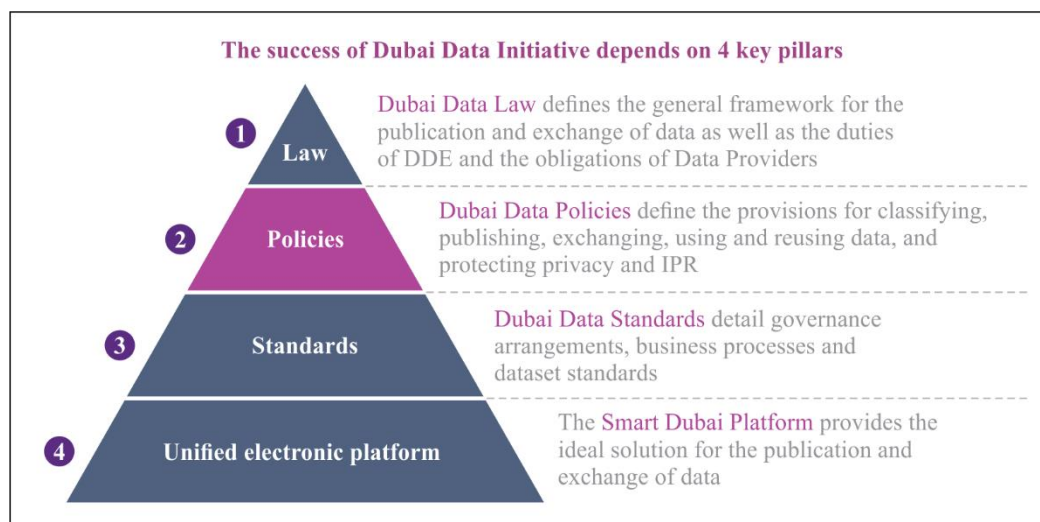 The success of Dubai Data Initiative depends on 4 key pillars
1
Law
Dubai Data Law defines the general framework for the
publication and exchange of data as well as the duties
of DDE and the obligations of Data Providers
2
Policies
Dubai Data Policies define the provisions for classifying,
publishing, exchanging, using and reusing data, and
protecting privacy and IPR
3
Standards
Dubai Data Standards detail governance
arrangements, business processes and
dataset standards
4
Unified electronic platform
The Smart Dubai Platform provides the
ideal solution for the publication and
exchange of data